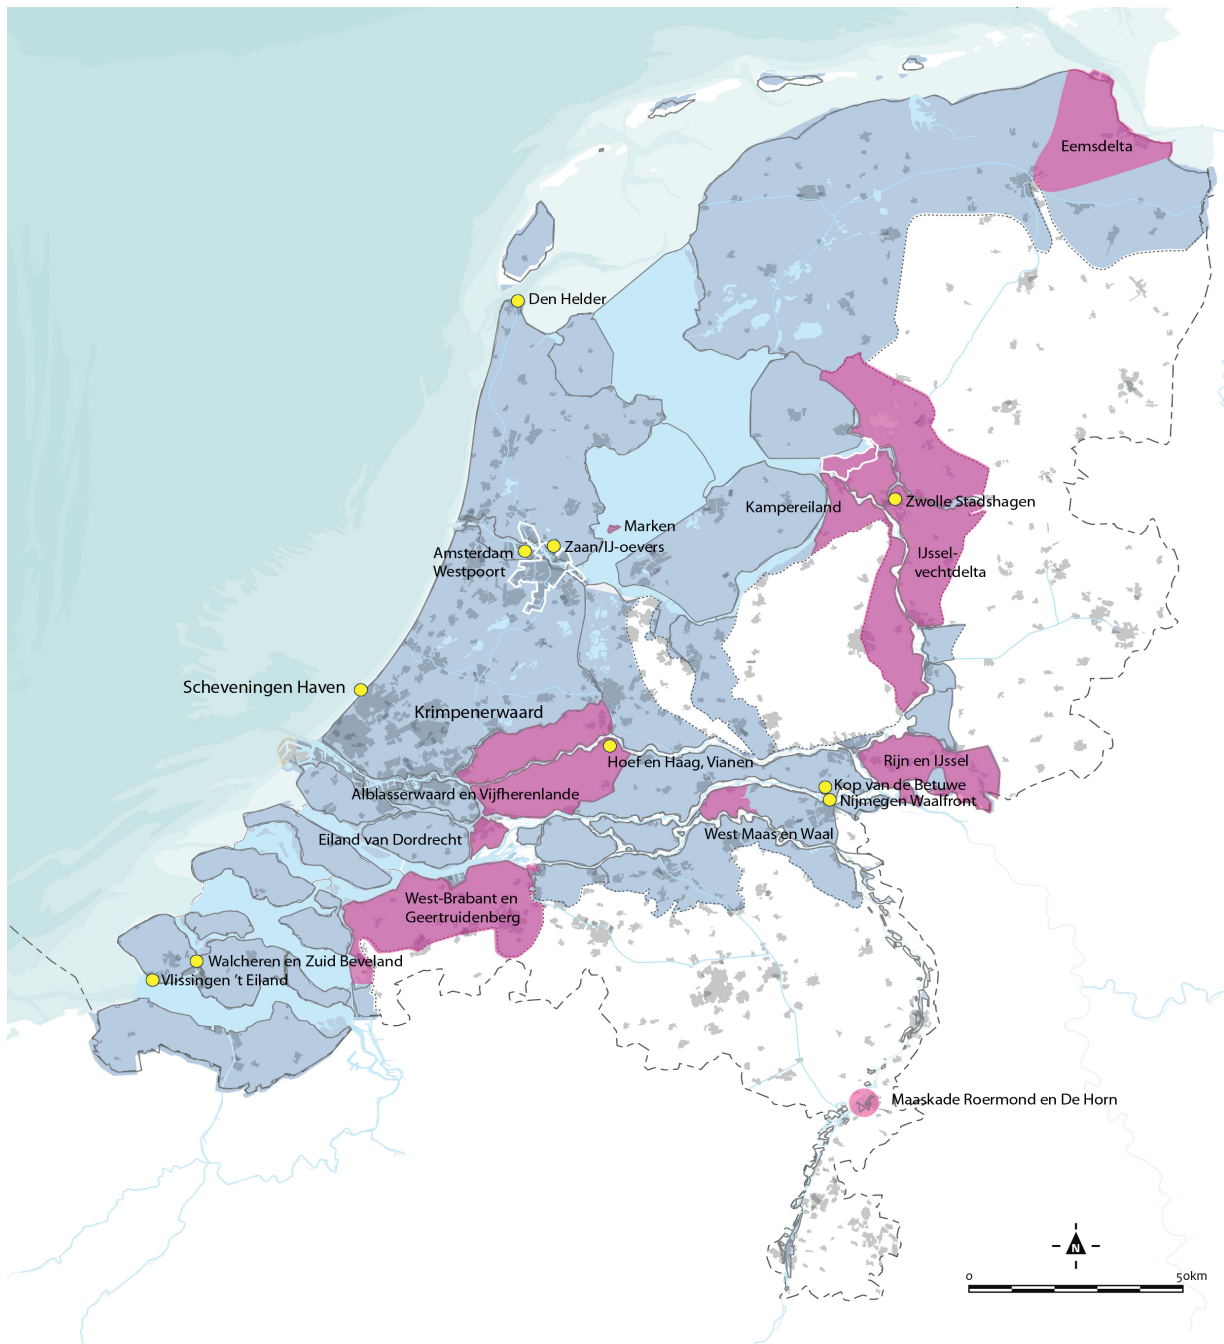 Eemsdelta
Den Helder
Kampereiland
Zwolle Stadshagen
Marken
Zaan/IJ-oevers
Amsterdam
Westpoort
IJssel-
vechtdelta
Scheveningen Haven
Krimpenerwaard
Hoef en Haag, Vianen
Rijn en IJssel
Kop van de Betuwe
Nijmegen Waalfront
Alblasserwaard en Vijfherenlande
West Maas en Waal
Eiland van Dordrecht
West-Brabant en
Geertruidenberg
Walcheren en Zuid Beveland
Vlissingen ’t Eiland
Maaskade Roermond en De Horn
N
0 50km